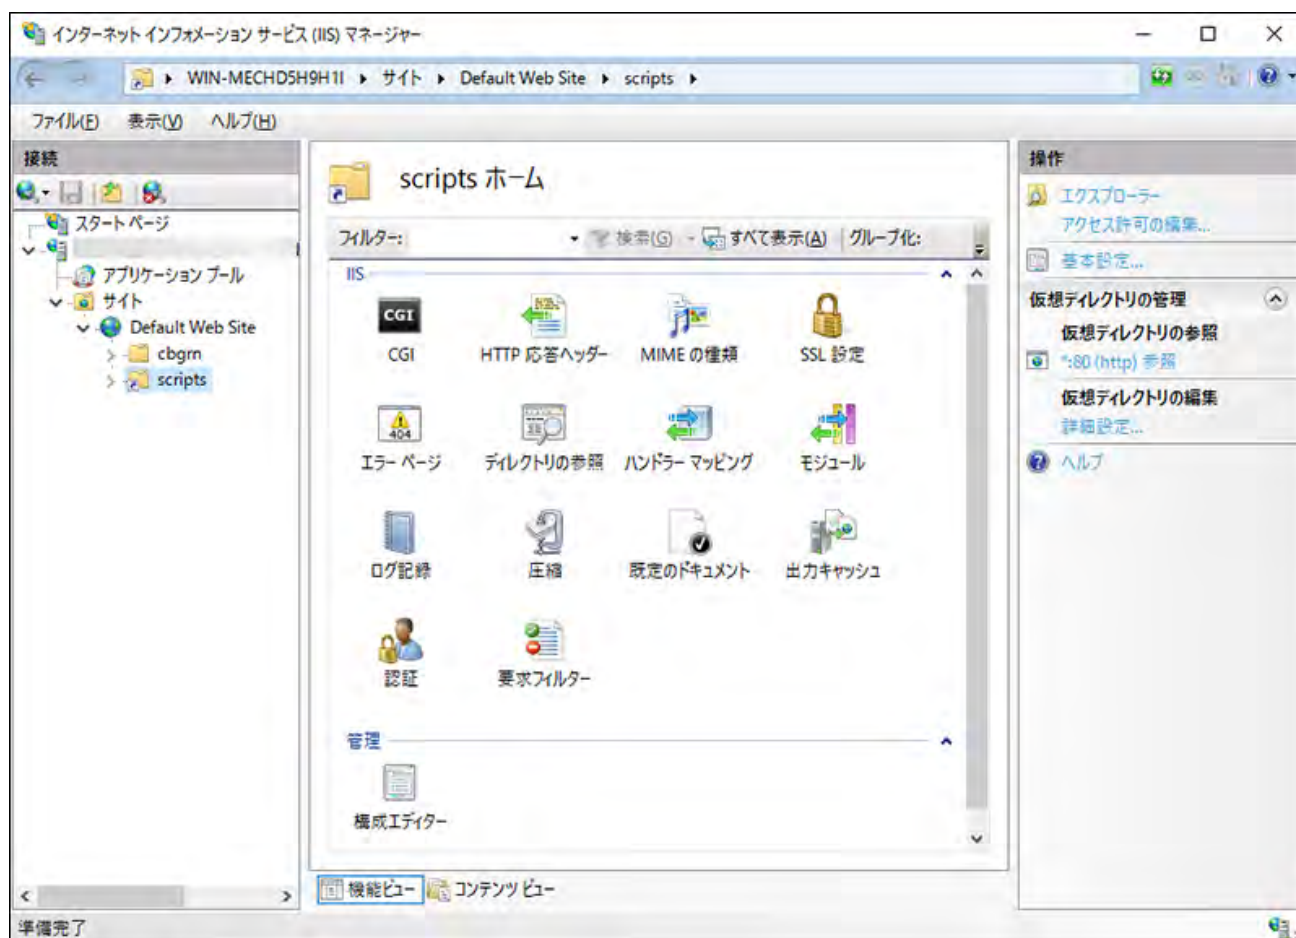 インターネット インフォメーション サービス (IIS) マネージャー
WIN-MECHD5H9H1I ▸ サイト ▸ Default Web Site ▸ scripts ▸
ファイル(F) 表示(V) ヘルプ(H)
接続
スタート ページ
アプリケーション プール
サイト
Default Web Site
cbgrn
scripts
scripts ホーム
フィルター: 検索(G) すべて表示(A) グループ化:
IIS
CGI
CGI
HTTP 応答ヘッダー
MIME の種類
SSL 設定
404
エラー ページ
ディレクトリの参照
ハンドラー マッピング
モジュール
ログ記録
圧縮
既定のドキュメント
出力キャッシュ
認証
要求フィルター
管理
構成エディター
機能ビュー コンテンツ ビュー
操作
エクスプローラー
アクセス許可の編集...
基本設定...
仮想ディレクトリの管理
仮想ディレクトリの参照
*:80 (http) 参照
仮想ディレクトリの編集
詳細設定...
ヘルプ
準備完了